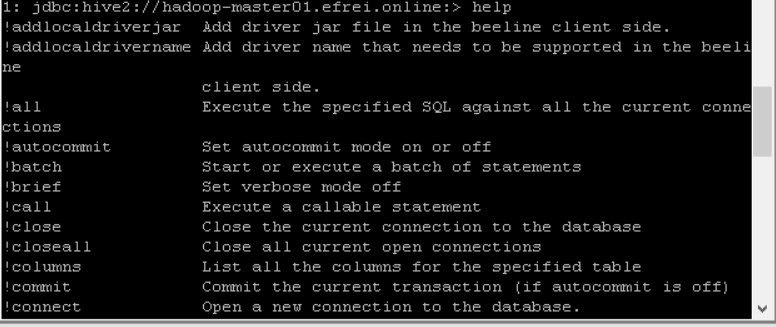 1: jdbc:hive2://hadoop-master01.efrei.online:> help
!addlocaldriverjar  Add driver jar file in the beeline client side.
!addlocaldrivername Add driver name that needs to be supported in the beeli
ne
                    client side.
!all                Execute the specified SQL against all the current conne
ctions
!autocommit         Set autocommit mode on or off
!batch              Start or execute a batch of statements
!brief              Set verbose mode off
!call               Execute a callable statement
!close              Close the current connection to the database
!closeall           Close all current open connections
!columns            List all the columns for the specified table
!commit             Commit the current transaction (if autocommit is off)
!connect            Open a new connection to the database.